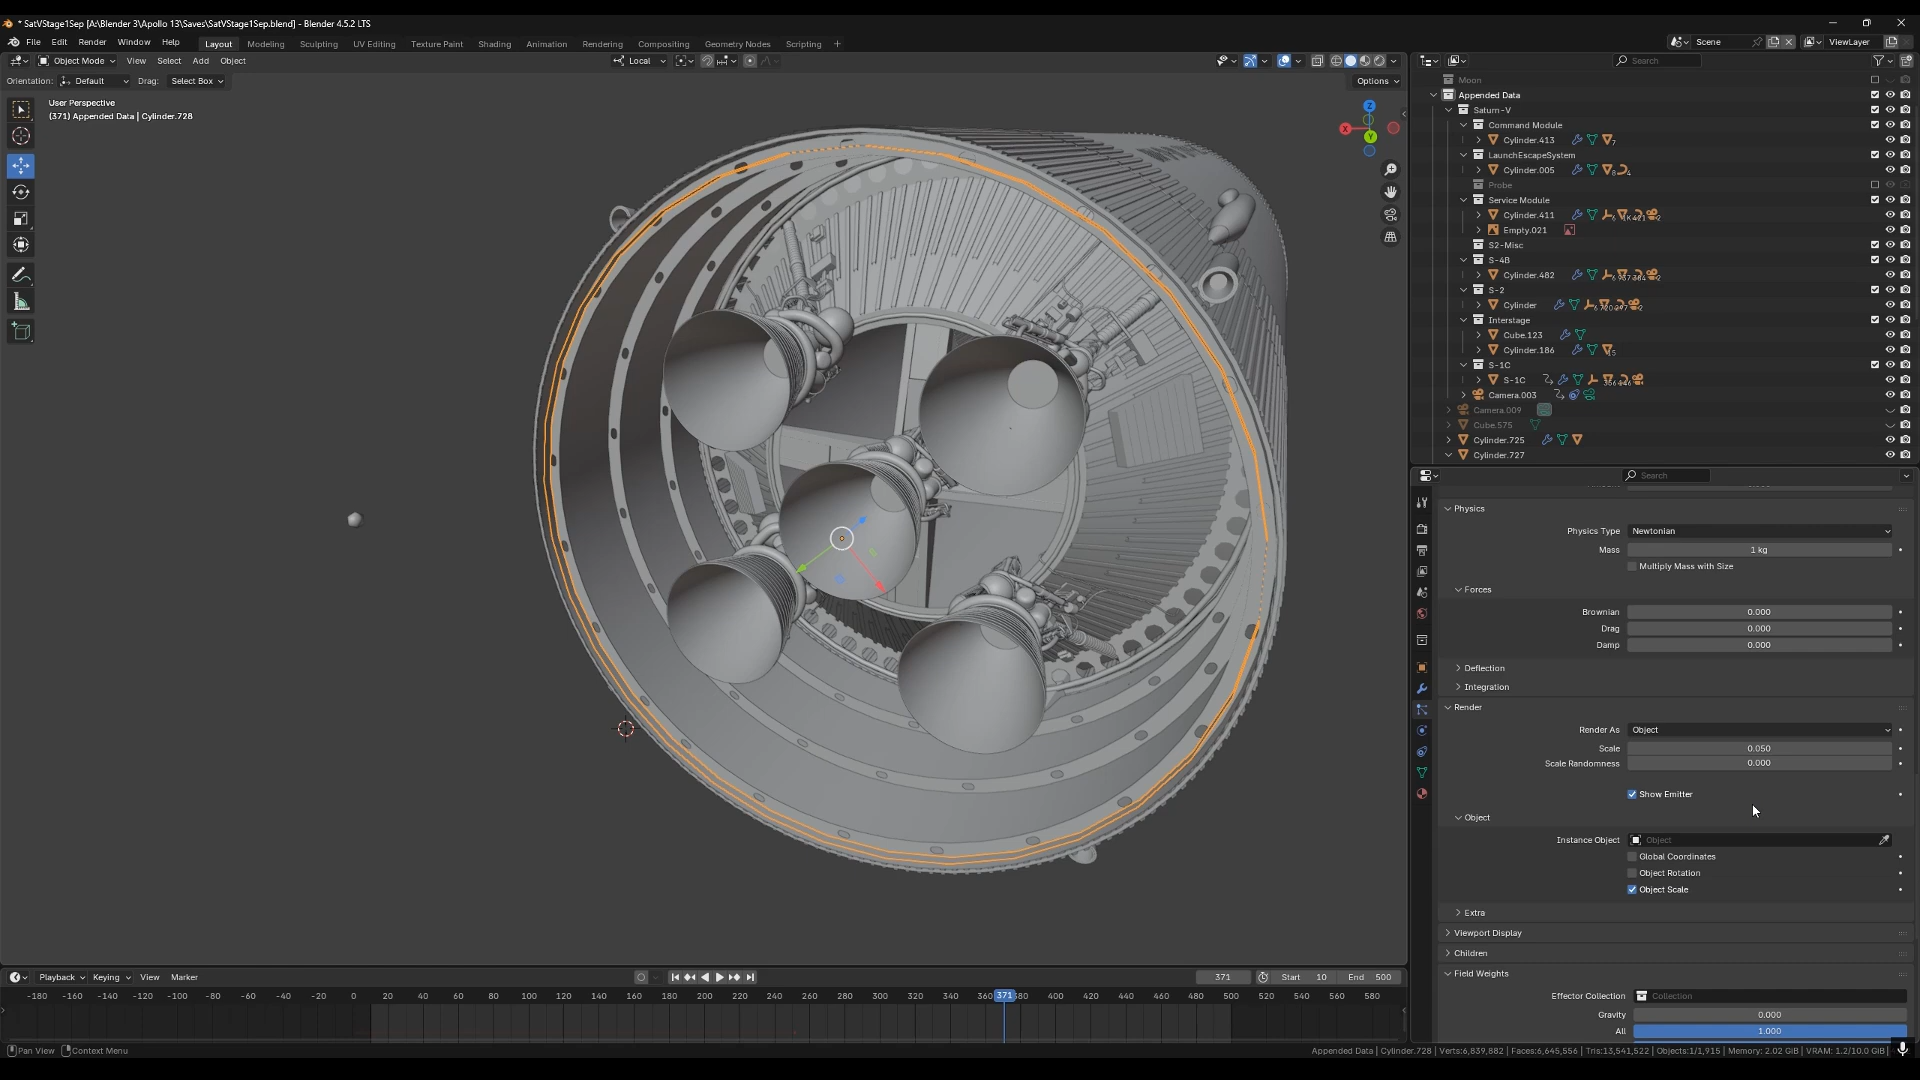 * SatVStage1Sep [A:\Blender 3\Apollo 13\Saves\SatVStage1Sep.blend] - Blender 4.5.2 LTS
File Edit Render Window Help Layout Modeling Sculpting UV Editing Texture Paint Shading Animation Rendering Compositing Geometry Nodes Scripting + Scene ViewLayer
Object Mode View Select Add Object Local Search
Orientation: Default Drag: Select Box Options
User Perspective
(371) Appended Data | Cylinder.728
Z
X
Y
Moon
Appended Data
Saturn-V
Command Module
Cylinder.413 7
LaunchEscapeSystem
Cylinder.005 8 4
Probe
Service Module
Cylinder.411
Empty.021
S2-Misc
S-4B
Cylinder.482
S-2
Cylinder
Interstage
Cube.123
Cylinder.186 15
S-1C
S-1C
Camera.003
Camera.009
Cube.575
Cylinder.725
Cylinder.727
Search
Physics
Physics Type Newtonian
Mass 1 kg
Multiply Mass with Size
Forces
Brownian 0.000
Drag 0.000
Damp 0.000
Deflection
Integration
Render
Render As Object
Scale 0.050
Scale Randomness 0.000
Show Emitter
Object
Instance Object Object
Global Coordinates
Object Rotation
Object Scale
Extra
Viewport Display
Children
Field Weights
Effector Collection Collection
Gravity 0.000
All 1.000
Playback Keying View Marker 371 Start 10 End 500
-180 -160 -140 -120 -100 -80 -60 -40 -20 0 20 40 60 80 100 120 140 160 180 200 220 240 260 280 300 320 340 360 371 380 400 420 440 460 480 500 520 540 560 580
Pan View Context Menu Appended Data | Cylinder.728 | Verts:6,839,882 | Faces:6,645,556 | Tris:13,541,522 | Objects:1/1,915 | Memory: 2.02 GiB | VRAM: 1.2/10.0 GiB |